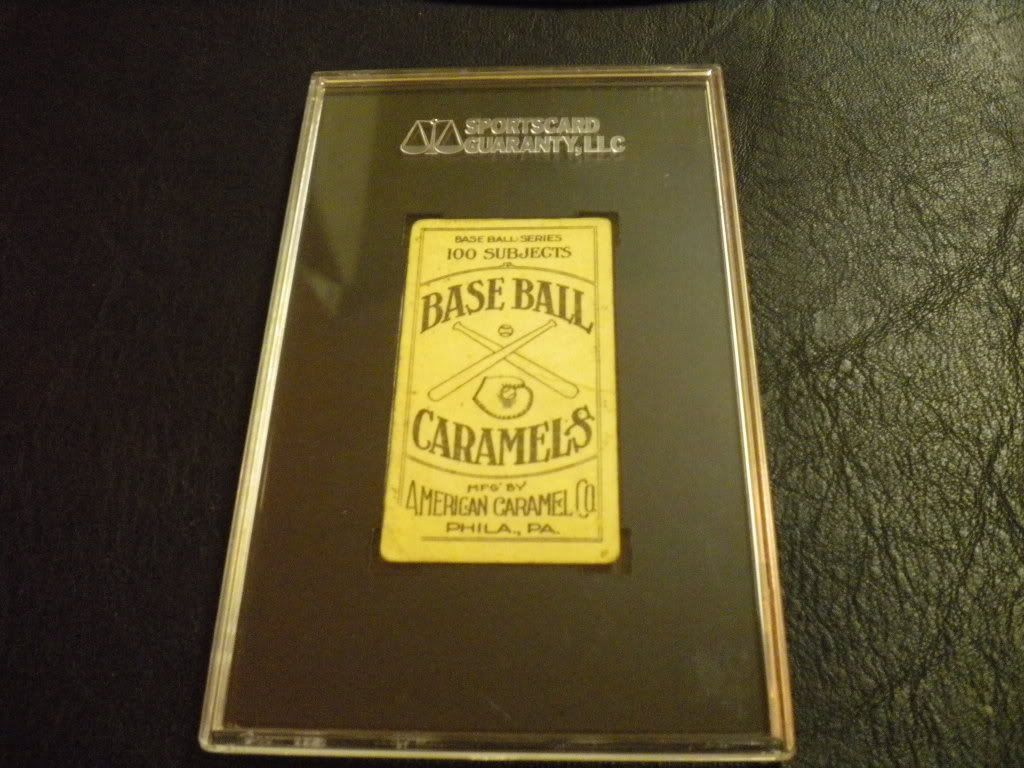 SPORTSCARD
GUARANTY, LLC
BASE BALL SERIES
100 SUBJECTS
BASE BALL
CARAMELS
MFG' BY
AMERICAN CARAMEL CO.
PHILA., PA.